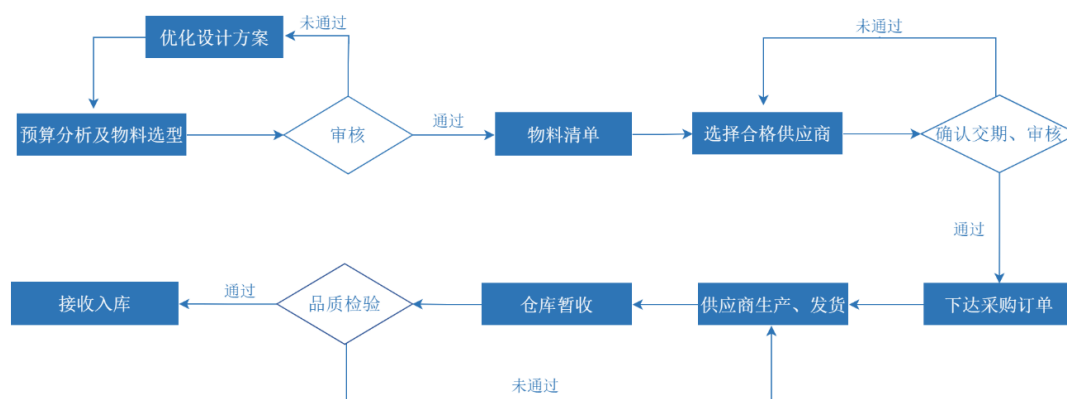 未通过
优化设计方案
未通过
预算分析及物料选型
审核
通过
物料清单
选择合格供应商
确认交期、审核
通过
接收入库
通过
品质检验
仓库暂收
供应商生产、发货
下达采购订单
未通过